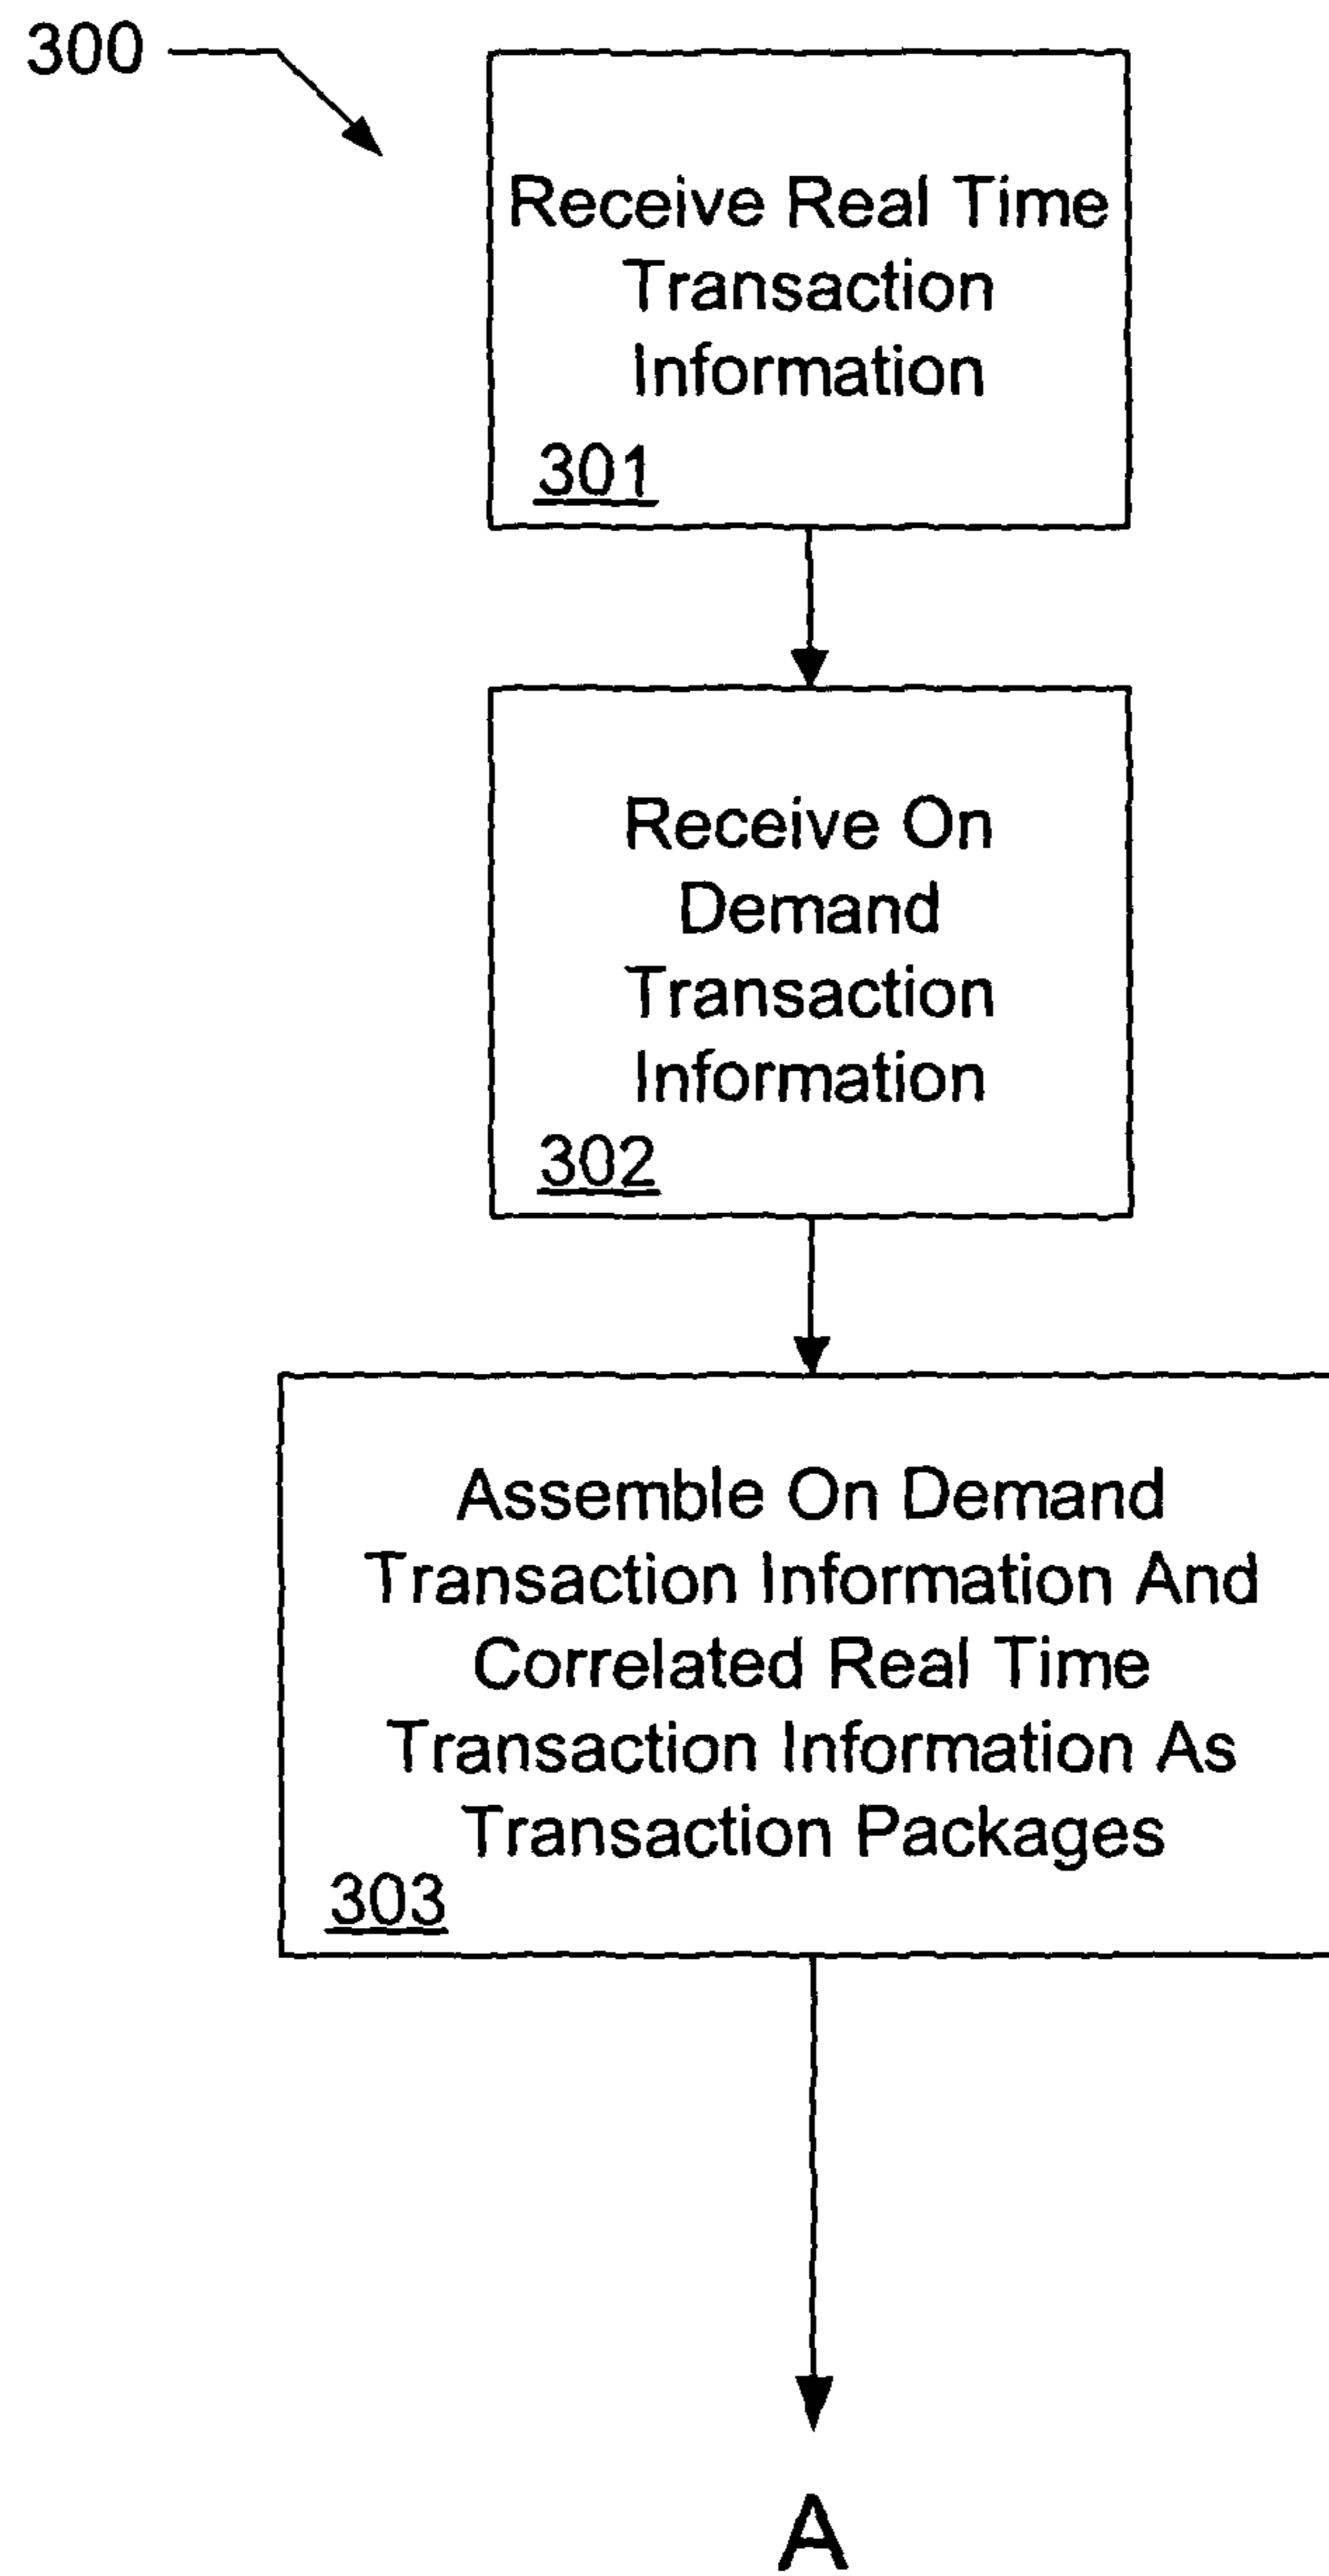 300
Receive Real Time
Transaction
Information
301
Receive On
Demand
Transaction
Information
302
Assemble On Demand
Transaction Information And
Correlated Real Time
Transaction Information As
Transaction Packages
303
A